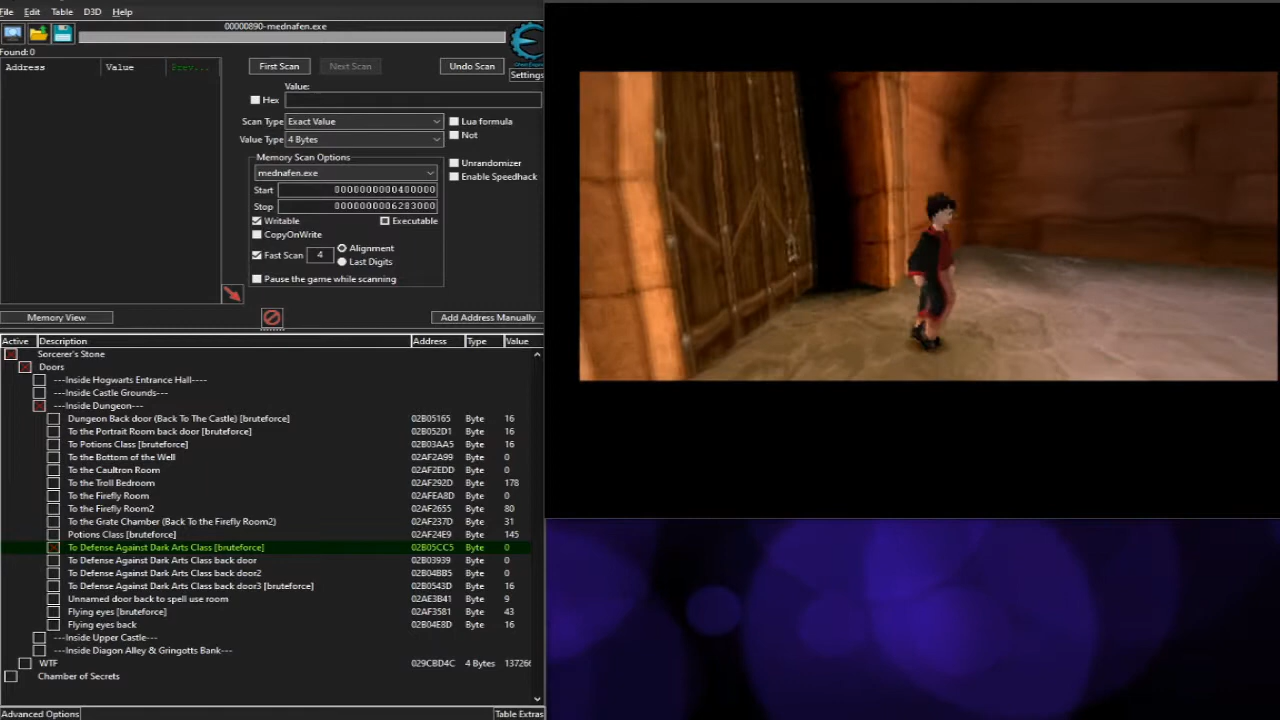 File Edit Table D3D Help
00000890-mednafen.exe
Found:0
Address Value Prev...
First Scan Next Scan Undo Scan
Settings
Value:
Hex
Scan Type Exact Value Lua formula
Value Type 4 Bytes Not
Memory Scan Options
mednafen.exe Unrandomizer
Enable Speedhack
Start 0000000000400000
Stop 0000000006283000
Writable Executable
CopyOnWrite
Fast Scan 4 Alignment
Last Digits
Pause the game while scanning
Memory View Add Address Manually
Active Description Address Type Value
Sorcerer's Stone
Doors
---Inside Hogwarts Entrance Hall----
---Inside Castle Grounds---
---Inside Dungeon---
Dungeon Back door (Back To The Castle) [bruteforce] 02B05165 Byte 16
To the Portrait Room back door [bruteforce] 02B052D1 Byte 16
To Potions Class [bruteforce] 02B03AA5 Byte 16
To the Bottom of the Well 02AF2A99 Byte 0
To the Caultron Room 02AF2EDD Byte 0
To the Troll Bedroom 02AF292D Byte 178
To the Firefly Room 02AFEA8D Byte 0
To the Firefly Room2 02AF2655 Byte 80
To the Grate Chamber (Back To the Firefly Room2) 02AF237D Byte 31
Potions Class [bruteforce] 02AF24E9 Byte 145
To Defense Against Dark Arts Class [bruteforce] 02B05CC5 Byte 0
To Defense Against Dark Arts Class back door 02B03939 Byte 0
To Defense Against Dark Arts Class back door2 02B04BB5 Byte 0
To Defense Against Dark Arts Class back door3 [bruteforce] 02B0543D Byte 16
Unnamed door back to spell use room 02AE3B41 Byte 9
Flying eyes [bruteforce] 02AF3581 Byte 43
Flying eyes back 02B04E8D Byte 16
---Inside Upper Castle---
---Inside Diagon Alley & Gringotts Bank---
WTF 029CBD4C 4 Bytes 13726
Chamber of Secrets
Advanced Options Table Extras